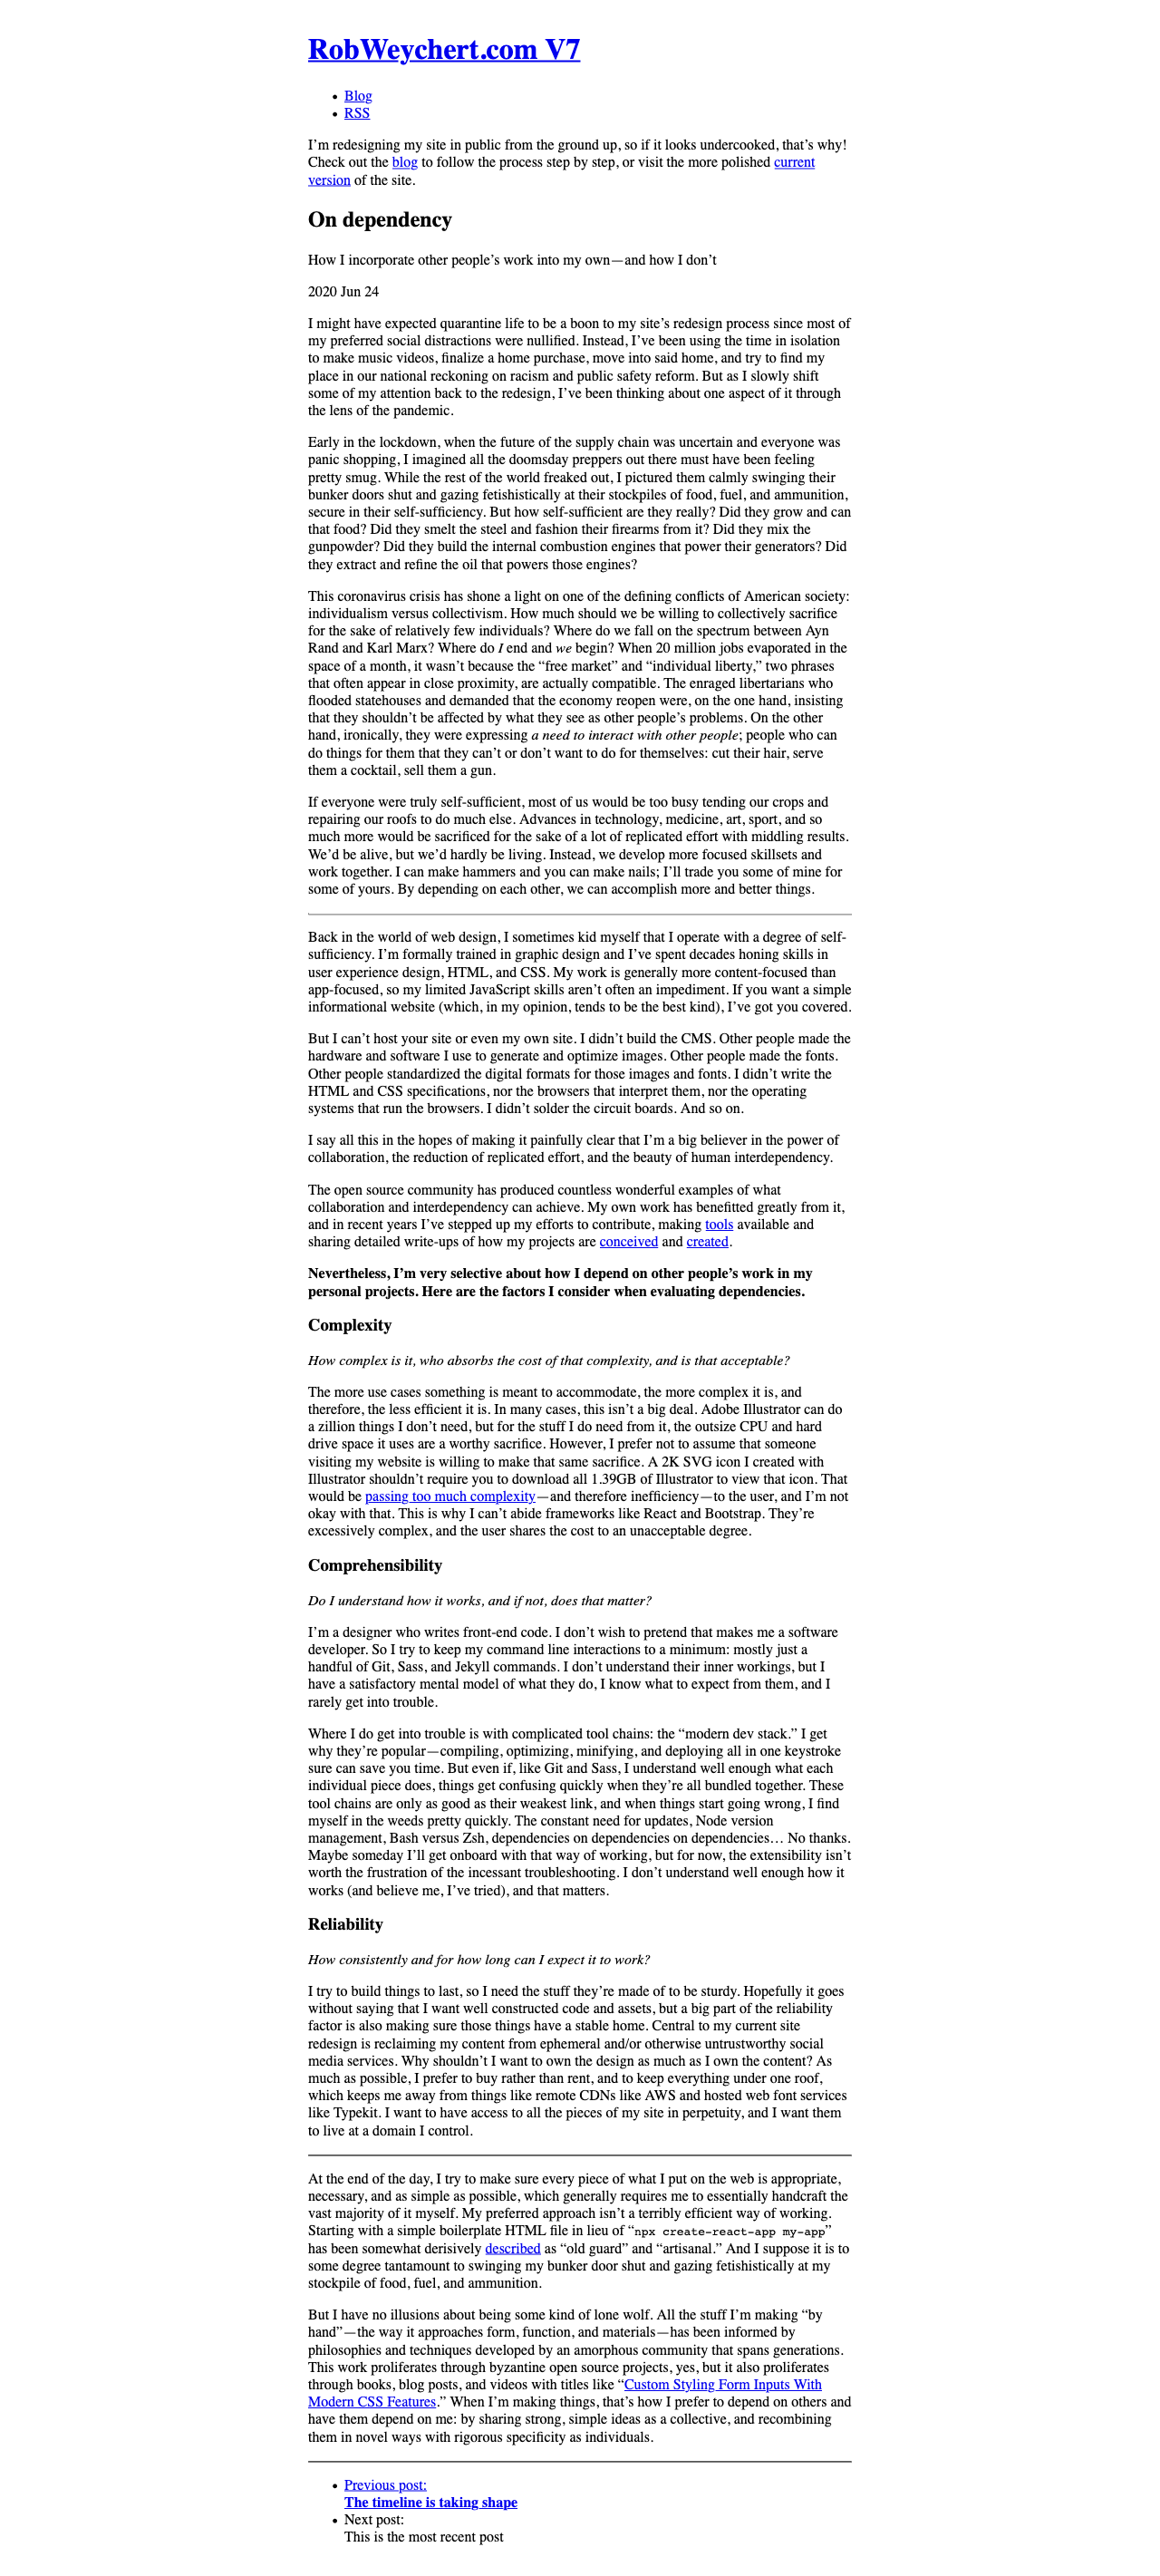 RobWeychert.com V7
Blog
RSS
I’m redesigning my site in public from the ground up, so if it looks undercooked, that’s why!
Check out the blog to follow the process step by step, or visit the more polished current
version of the site.
On dependency
How I incorporate other people’s work into my own—and how I don’t
2020 Jun 24
I might have expected quarantine life to be a boon to my site’s redesign process since most of
my preferred social distractions were nullified. Instead, I’ve been using the time in isolation
to make music videos, finalize a home purchase, move into said home, and try to find my
place in our national reckoning on racism and public safety reform. But as I slowly shift
some of my attention back to the redesign, I’ve been thinking about one aspect of it through
the lens of the pandemic.
Early in the lockdown, when the future of the supply chain was uncertain and everyone was
panic shopping, I imagined all the doomsday preppers out there must have been feeling
pretty smug. While the rest of the world freaked out, I pictured them calmly swinging their
bunker doors shut and gazing fetishistically at their stockpiles of food, fuel, and ammunition,
secure in their self-sufficiency. But how self-sufficient are they really? Did they grow and can
that food? Did they smelt the steel and fashion their firearms from it? Did they mix the
gunpowder? Did they build the internal combustion engines that power their generators? Did
they extract and refine the oil that powers those engines?
This coronavirus crisis has shone a light on one of the defining conflicts of American society:
individualism versus collectivism. How much should we be willing to collectively sacrifice
for the sake of relatively few individuals? Where do we fall on the spectrum between Ayn
Rand and Karl Marx? Where do I end and we begin? When 20 million jobs evaporated in the
space of a month, it wasn’t because the “free market” and “individual liberty,” two phrases
that often appear in close proximity, are actually compatible. The enraged libertarians who
flooded statehouses and demanded that the economy reopen were, on the one hand, insisting
that they shouldn’t be affected by what they see as other people’s problems. On the other
hand, ironically, they were expressing a need to interact with other people; people who can
do things for them that they can’t or don’t want to do for themselves: cut their hair, serve
them a cocktail, sell them a gun.
If everyone were truly self-sufficient, most of us would be too busy tending our crops and
repairing our roofs to do much else. Advances in technology, medicine, art, sport, and so
much more would be sacrificed for the sake of a lot of replicated effort with middling results.
We’d be alive, but we’d hardly be living. Instead, we develop more focused skillsets and
work together. I can make hammers and you can make nails; I’ll trade you some of mine for
some of yours. By depending on each other, we can accomplish more and better things.
Back in the world of web design, I sometimes kid myself that I operate with a degree of self-
sufficiency. I’m formally trained in graphic design and I’ve spent decades honing skills in
user experience design, HTML, and CSS. My work is generally more content-focused than
app-focused, so my limited JavaScript skills aren’t often an impediment. If you want a simple
informational website (which, in my opinion, tends to be the best kind), I’ve got you covered.
But I can’t host your site or even my own site. I didn’t build the CMS. Other people made the
hardware and software I use to generate and optimize images. Other people made the fonts.
Other people standardized the digital formats for those images and fonts. I didn’t write the
HTML and CSS specifications, nor the browsers that interpret them, nor the operating
systems that run the browsers. I didn’t solder the circuit boards. And so on.
I say all this in the hopes of making it painfully clear that I’m a big believer in the power of
collaboration, the reduction of replicated effort, and the beauty of human interdependency.
The open source community has produced countless wonderful examples of what
collaboration and interdependency can achieve. My own work has benefitted greatly from it,
and in recent years I’ve stepped up my efforts to contribute, making tools available and
sharing detailed write-ups of how my projects are conceived and created.
Nevertheless, I’m very selective about how I depend on other people’s work in my
personal projects. Here are the factors I consider when evaluating dependencies.
Complexity
How complex is it, who absorbs the cost of that complexity, and is that acceptable?
The more use cases something is meant to accommodate, the more complex it is, and
therefore, the less efficient it is. In many cases, this isn’t a big deal. Adobe Illustrator can do
a zillion things I don’t need, but for the stuff I do need from it, the outsize CPU and hard
drive space it uses are a worthy sacrifice. However, I prefer not to assume that someone
visiting my website is willing to make that same sacrifice. A 2K SVG icon I created with
Illustrator shouldn’t require you to download all 1.39GB of Illustrator to view that icon. That
would be passing too much complexity—and therefore inefficiency—to the user, and I’m not
okay with that. This is why I can’t abide frameworks like React and Bootstrap. They’re
excessively complex, and the user shares the cost to an unacceptable degree.
Comprehensibility
Do I understand how it works, and if not, does that matter?
I’m a designer who writes front-end code. I don’t wish to pretend that makes me a software
developer. So I try to keep my command line interactions to a minimum: mostly just a
handful of Git, Sass, and Jekyll commands. I don’t understand their inner workings, but I
have a satisfactory mental model of what they do, I know what to expect from them, and I
rarely get into trouble.
Where I do get into trouble is with complicated tool chains: the “modern dev stack.” I get
why they’re popular—compiling, optimizing, minifying, and deploying all in one keystroke
sure can save you time. But even if, like Git and Sass, I understand well enough what each
individual piece does, things get confusing quickly when they’re all bundled together. These
tool chains are only as good as their weakest link, and when things start going wrong, I find
myself in the weeds pretty quickly. The constant need for updates, Node version
management, Bash versus Zsh, dependencies on dependencies on dependencies… No thanks.
Maybe someday I’ll get onboard with that way of working, but for now, the extensibility isn’t
worth the frustration of the incessant troubleshooting. I don’t understand well enough how it
works (and believe me, I’ve tried), and that matters.
Reliability
How consistently and for how long can I expect it to work?
I try to build things to last, so I need the stuff they’re made of to be sturdy. Hopefully it goes
without saying that I want well constructed code and assets, but a big part of the reliability
factor is also making sure those things have a stable home. Central to my current site
redesign is reclaiming my content from ephemeral and/or otherwise untrustworthy social
media services. Why shouldn’t I want to own the design as much as I own the content? As
much as possible, I prefer to buy rather than rent, and to keep everything under one roof,
which keeps me away from things like remote CDNs like AWS and hosted web font services
like Typekit. I want to have access to all the pieces of my site in perpetuity, and I want them
to live at a domain I control.
At the end of the day, I try to make sure every piece of what I put on the web is appropriate,
necessary, and as simple as possible, which generally requires me to essentially handcraft the
vast majority of it myself. My preferred approach isn’t a terribly efficient way of working.
Starting with a simple boilerplate HTML file in lieu of “npx create-react-app my-app”
has been somewhat derisively described as “old guard” and “artisanal.” And I suppose it is to
some degree tantamount to swinging my bunker door shut and gazing fetishistically at my
stockpile of food, fuel, and ammunition.
But I have no illusions about being some kind of lone wolf. All the stuff I’m making “by
hand”—the way it approaches form, function, and materials—has been informed by
philosophies and techniques developed by an amorphous community that spans generations.
This work proliferates through byzantine open source projects, yes, but it also proliferates
through books, blog posts, and videos with titles like “Custom Styling Form Inputs With
Modern CSS Features.” When I’m making things, that’s how I prefer to depend on others and
have them depend on me: by sharing strong, simple ideas as a collective, and recombining
them in novel ways with rigorous specificity as individuals.
Previous post:
The timeline is taking shape
Next post:
This is the most recent post